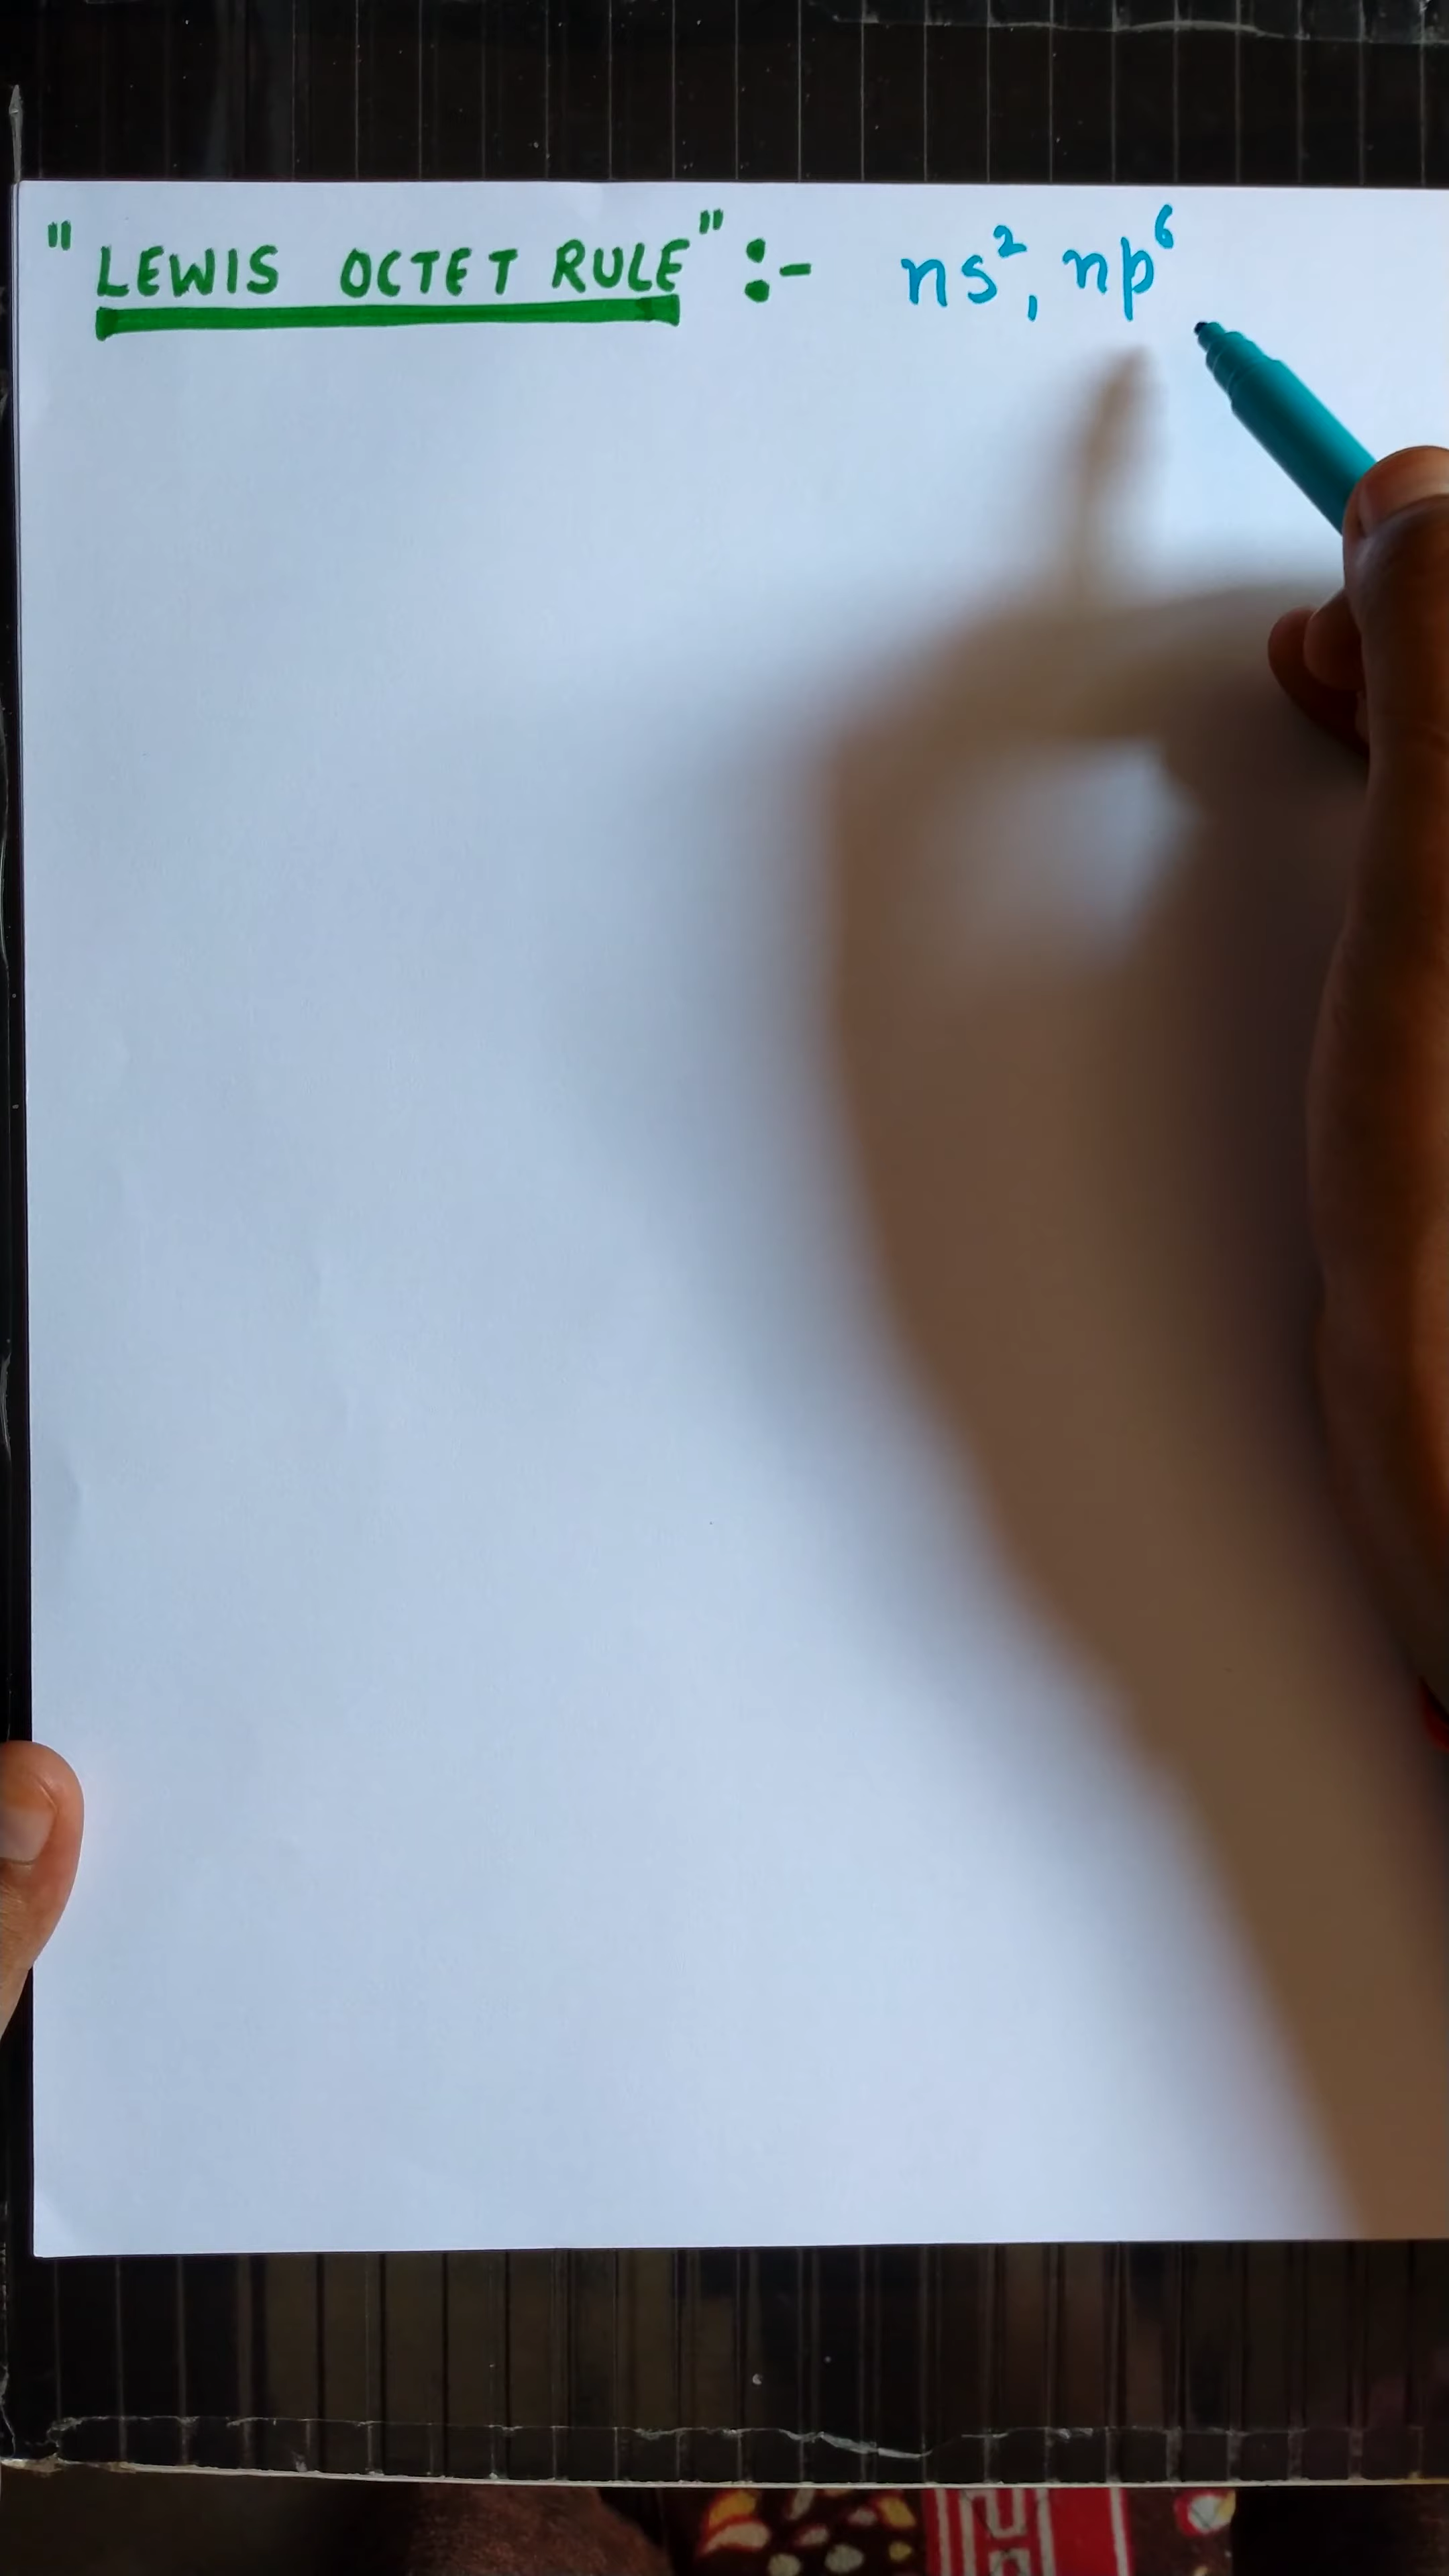 "LEWIS OCTET RULE" :- ns², np⁶